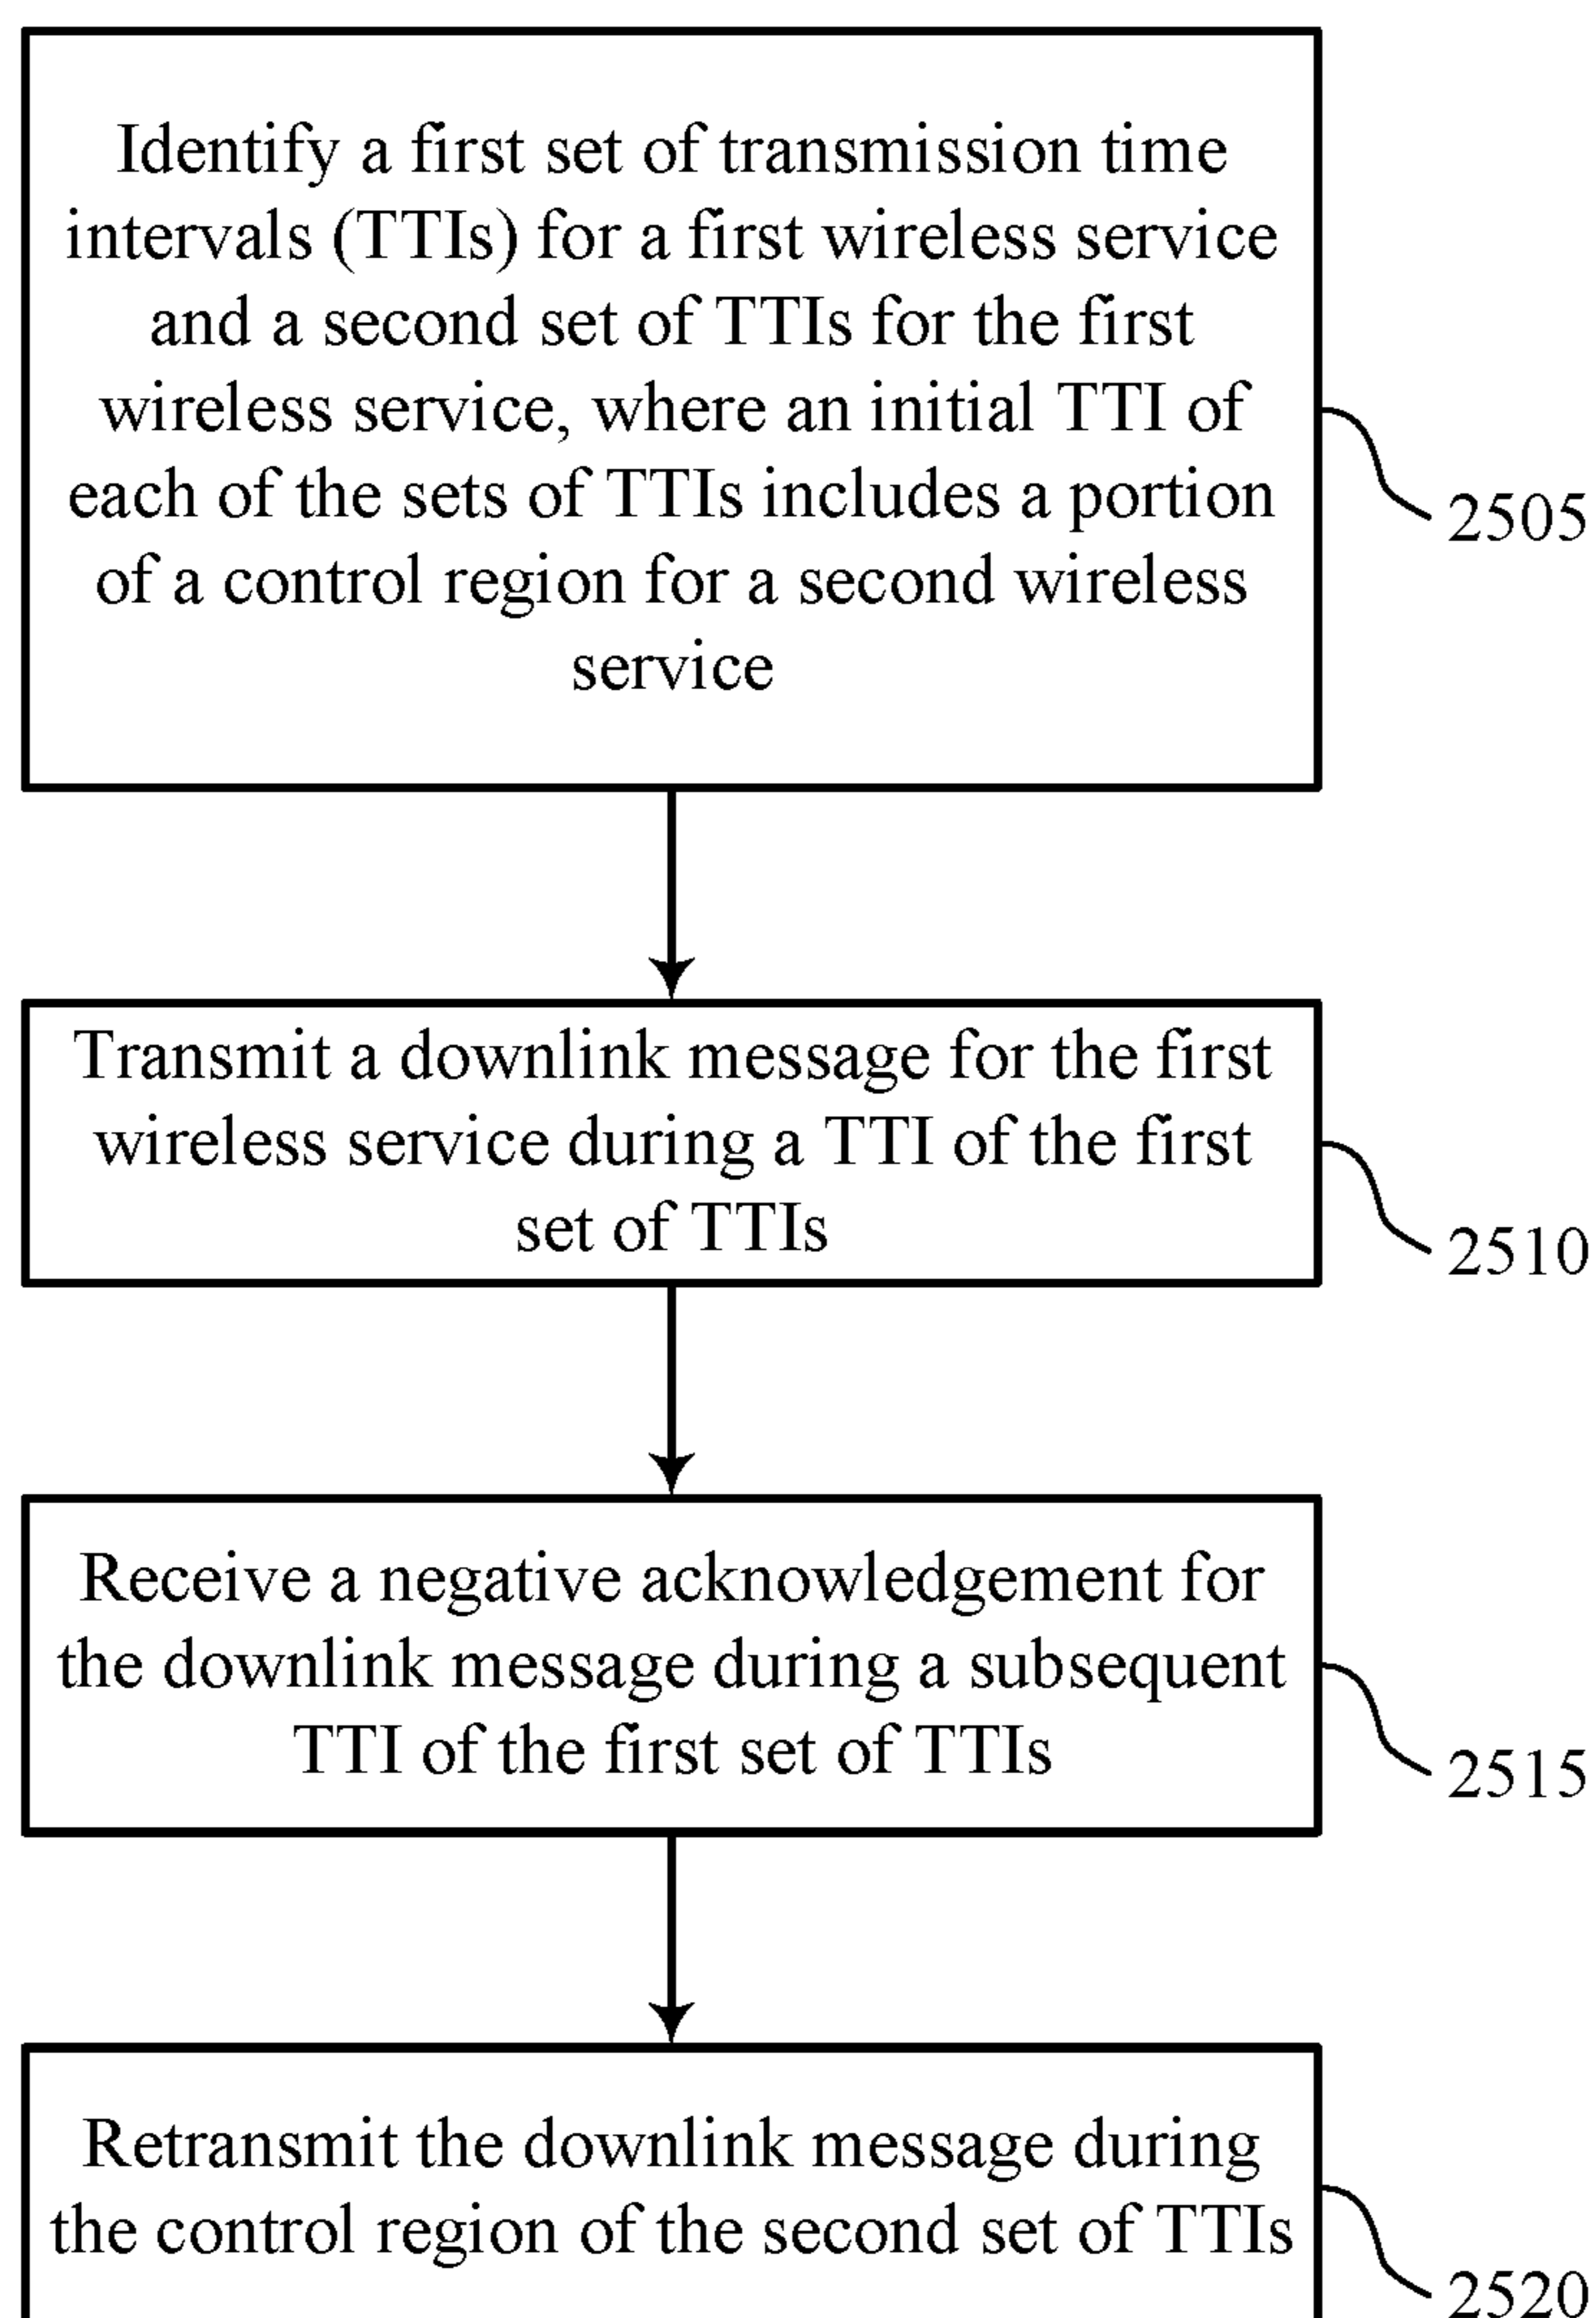 Identify a first set of transmission time
intervals (TTIs) for a first wireless service
and a second set of TTIs for the first
wireless service, where an initial TTI of
each of the sets of TTIs includes a portion
of a control region for a second wireless
service
2505
Transmit a downlink message for the first
wireless service during a TTI of the first
set of TTIs
2510
Receive a negative acknowledgement for
the downlink message during a subsequent
TTI of the first set of TTIs
2515
Retransmit the downlink message during
the control region of the second set of TTIs
2520